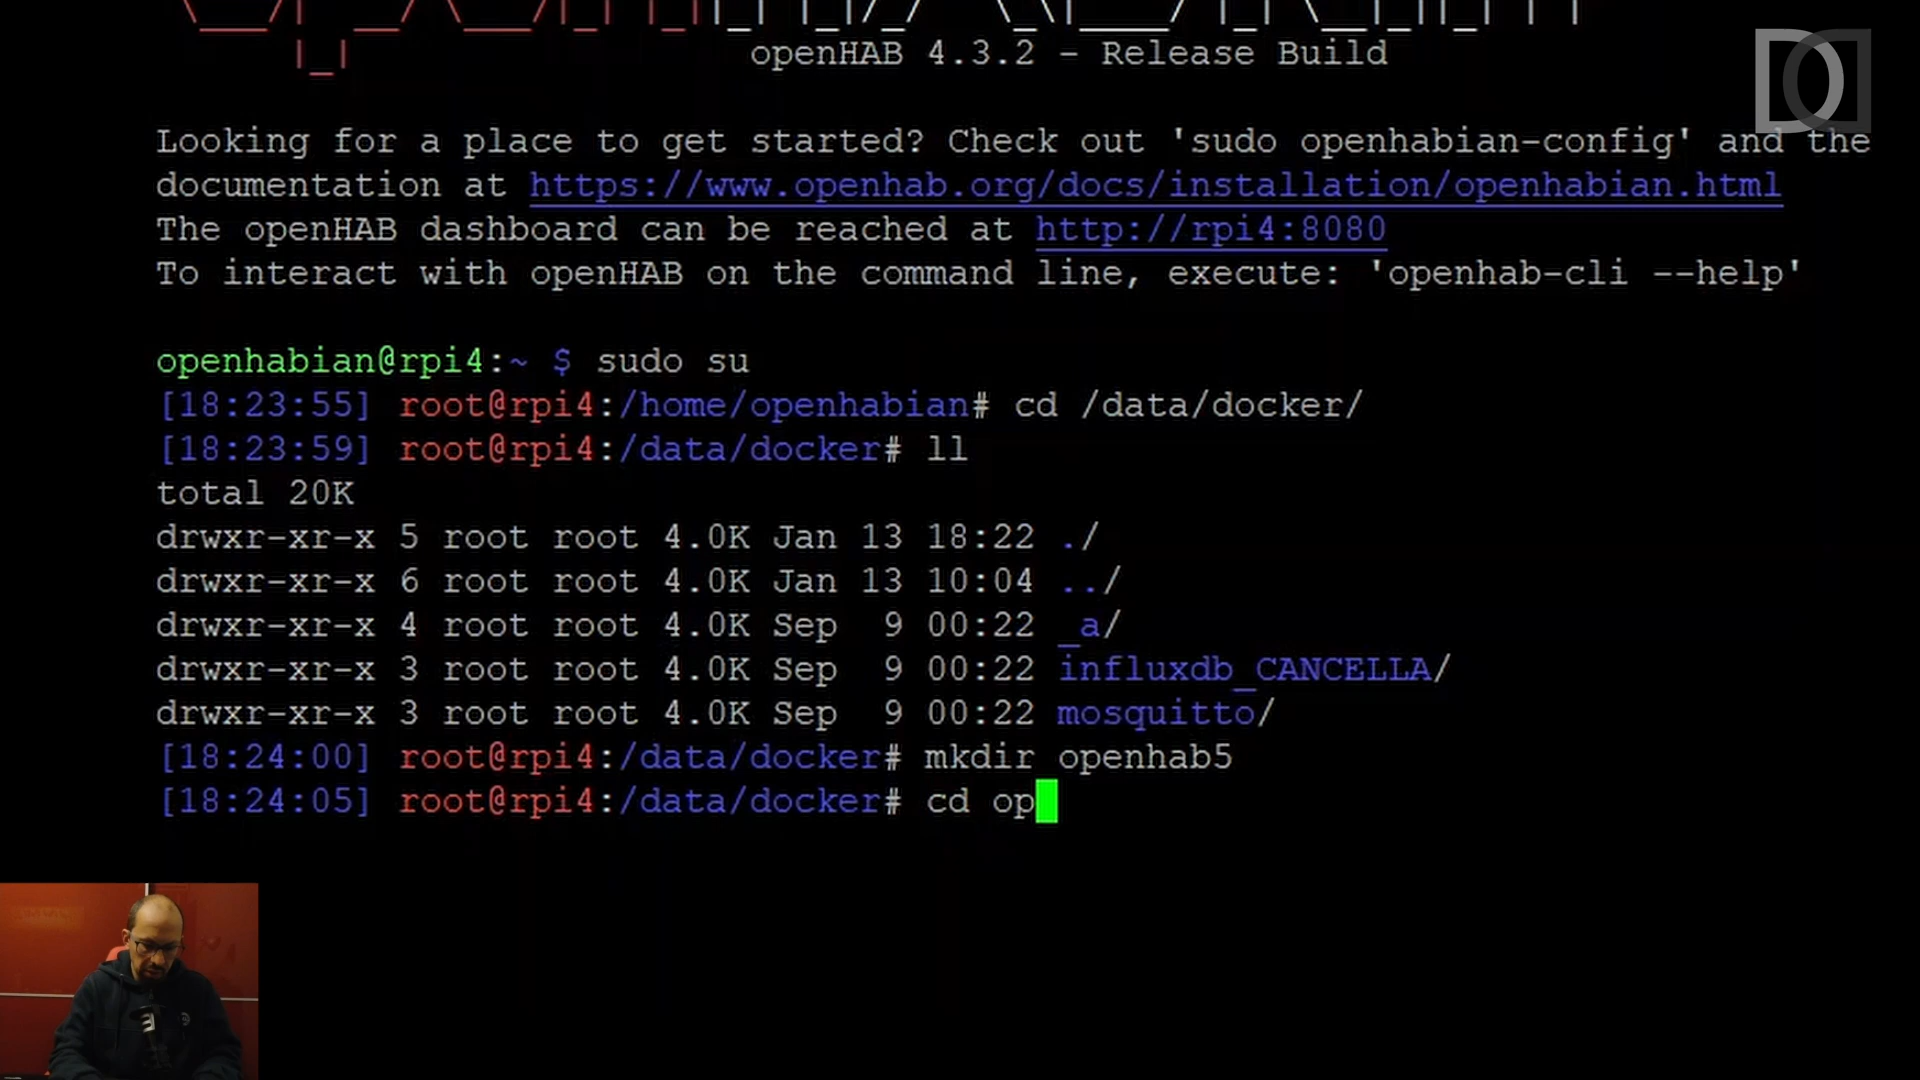 openHAB 4.3.2 - Release Build
Looking for a place to get started? Check out 'sudo openhabian-config' and the
documentation at https://www.openhab.org/docs/installation/openhabian.html
The openHAB dashboard can be reached at http://rpi4:8080
To interact with openHAB on the command line, execute: 'openhab-cli --help'
openhabian@rpi4:~ $ sudo su
[18:23:55] root@rpi4:/home/openhabian# cd /data/docker/
[18:23:59] root@rpi4:/data/docker# ll
total 20K
drwxr-xr-x 5 root root 4.0K Jan 13 18:22 ./
drwxr-xr-x 6 root root 4.0K Jan 13 10:04 ../
drwxr-xr-x 4 root root 4.0K Sep  9 00:22 _a/
drwxr-xr-x 3 root root 4.0K Sep  9 00:22 influxdb_CANCELLA/
drwxr-xr-x 3 root root 4.0K Sep  9 00:22 mosquitto/
[18:24:00] root@rpi4:/data/docker# mkdir openhab5
[18:24:05] root@rpi4:/data/docker# cd op